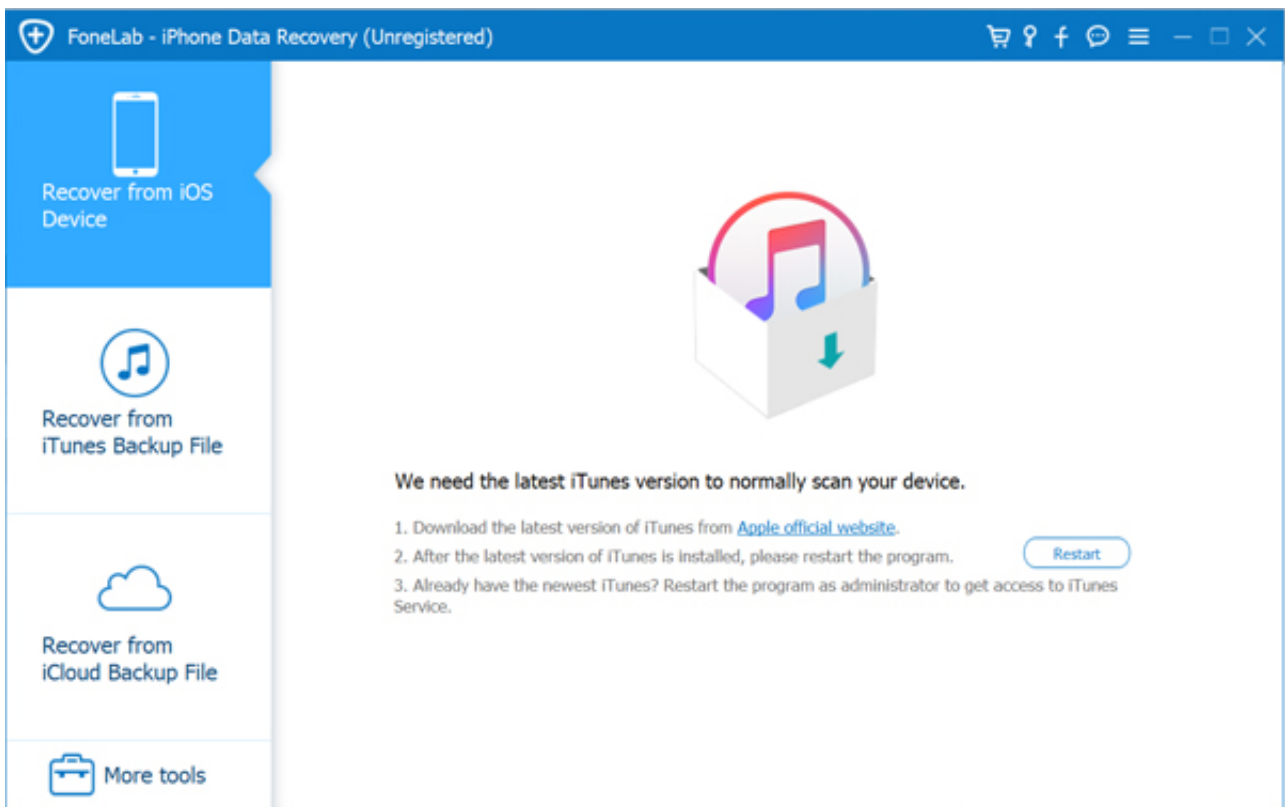 FoneLab - iPhone Data Recovery (Unregistered)
Recover from iOS
Device
Recover from
iTunes Backup File
Recover from
iCloud Backup File
More tools
We need the latest iTunes version to normally scan your device.
1. Download the latest version of iTunes from Apple official website.
2. After the latest version of iTunes is installed, please restart the program.
Restart
3. Already have the newest iTunes? Restart the program as administrator to get access to iTunes
Service.